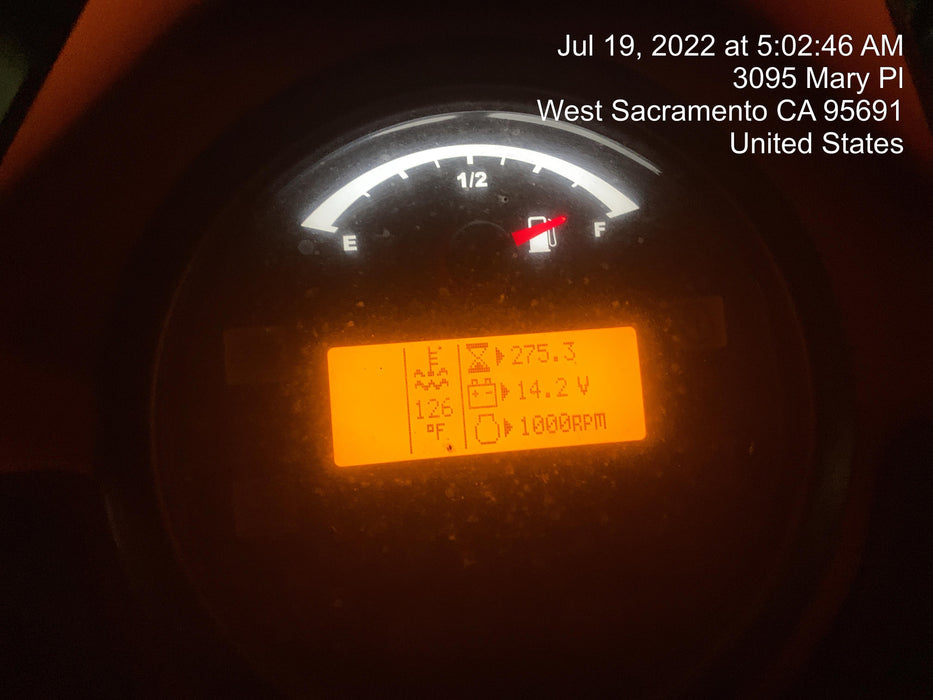 Jul 19, 2022 at 5:02:46 AM
3095 Mary Pl
West Sacramento CA 95691
United States
1/2
E
F
275.3
14.2 V
126
°F
1000RPM